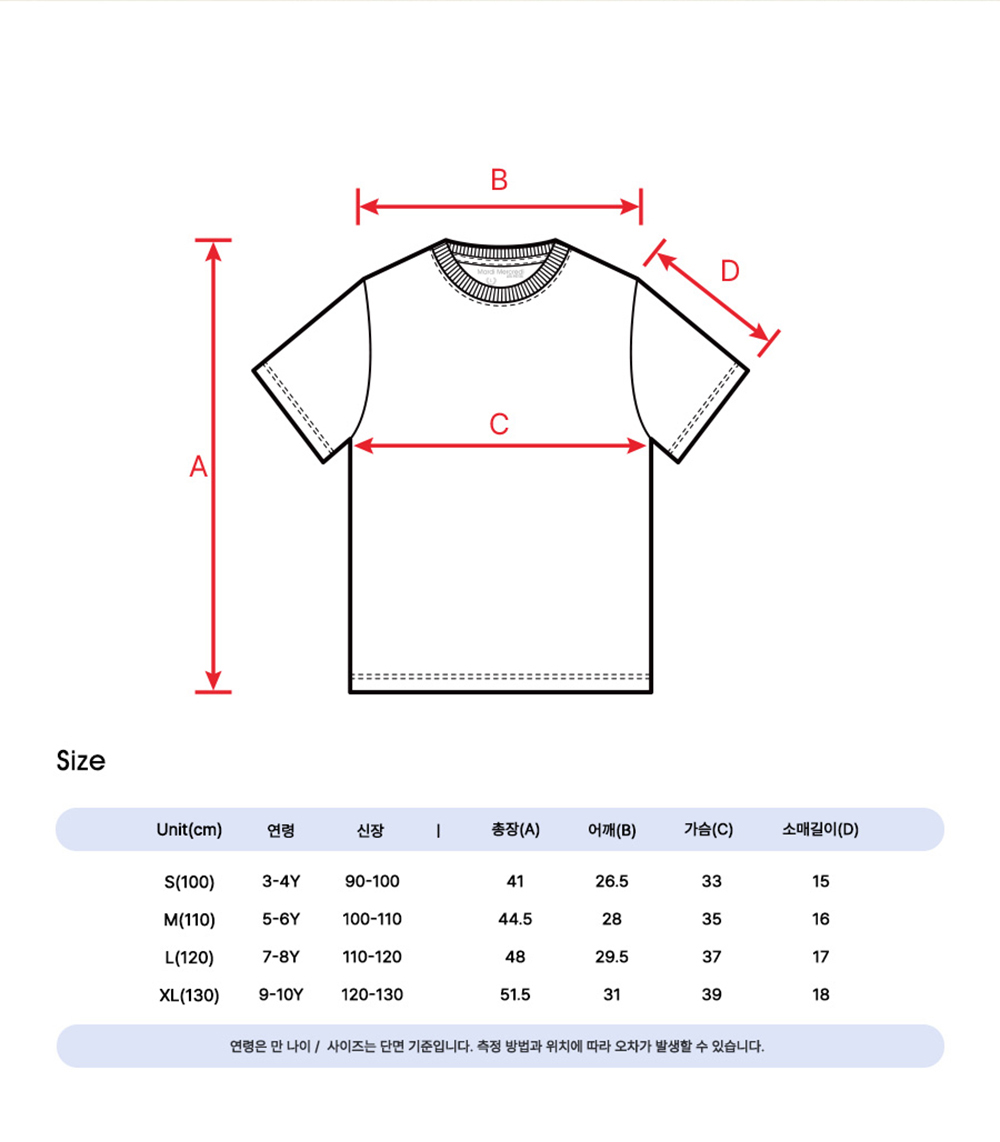 B
D
Mardi Mercredi
C
A
Size
Unit(cm) 연령 신장 | 총장(A) 어깨(B) 가슴(C) 소매길이(D)
S(100) 3-4Y 90-100 41 26.5 33 15
M(110) 5-6Y 100-110 44.5 28 35 16
L(120) 7-8Y 110-120 48 29.5 37 17
XL(130) 9-10Y 120-130 51.5 31 39 18
연령은 만 나이 / 사이즈는 단면 기준입니다. 측정 방법과 위치에 따라 오차가 발생할 수 있습니다.